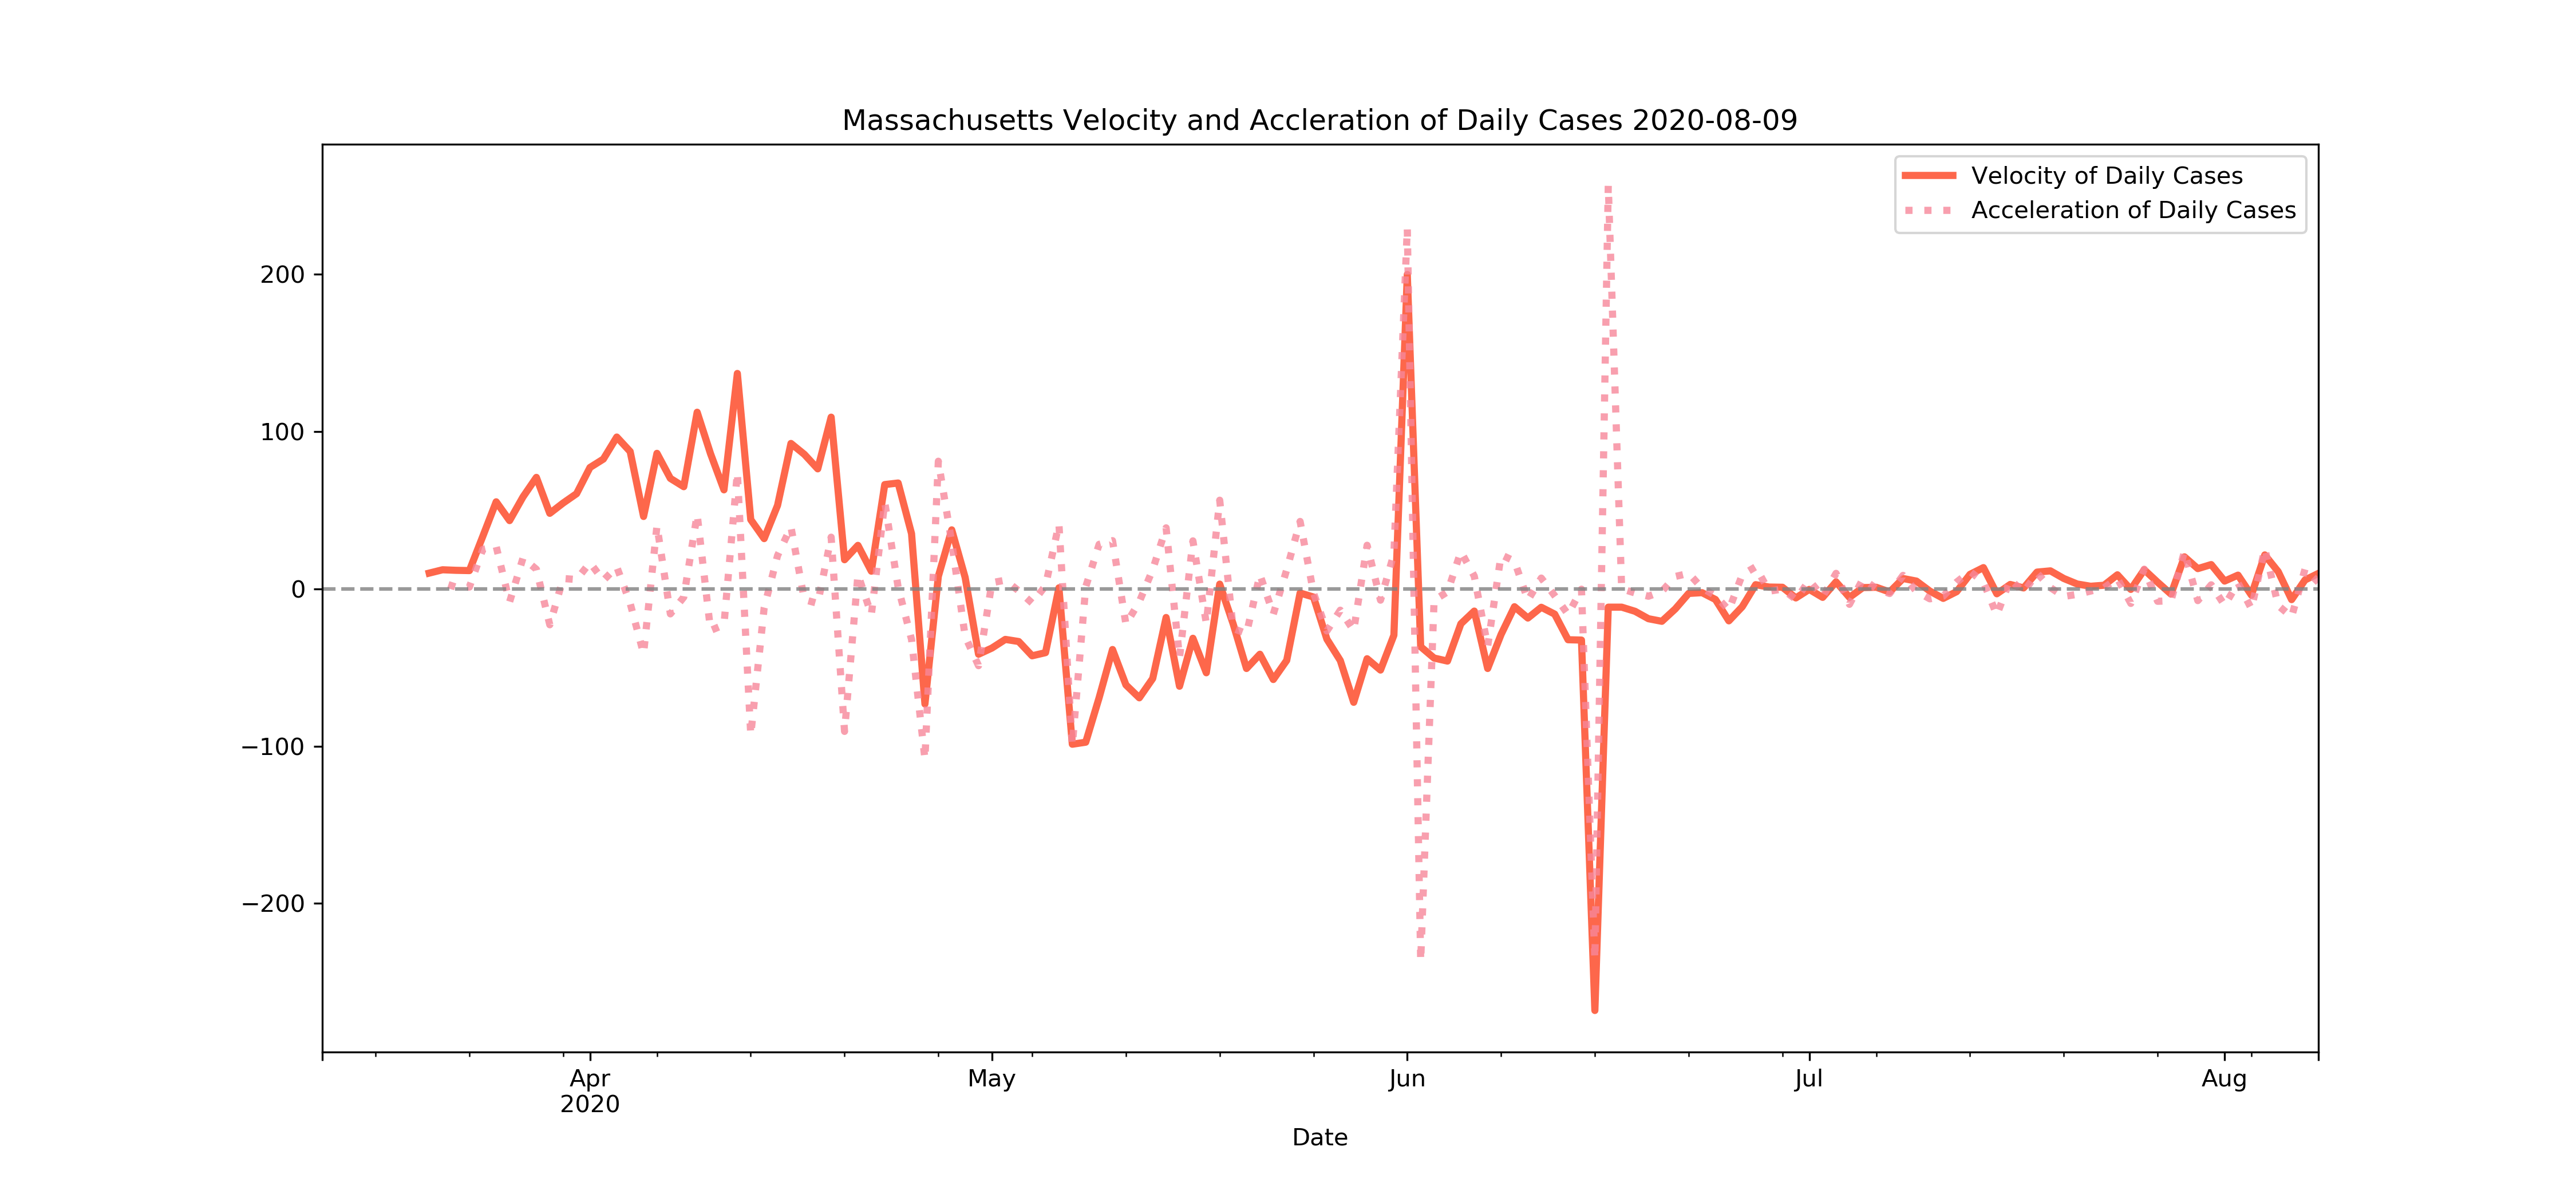 Massachusetts Velocity and Accleration of Daily Cases 2020-08-09
Velocity of Daily Cases
Acceleration of Daily Cases
200
100
0
−100
−200
Apr
2020
May
Jun
Jul
Aug
Date